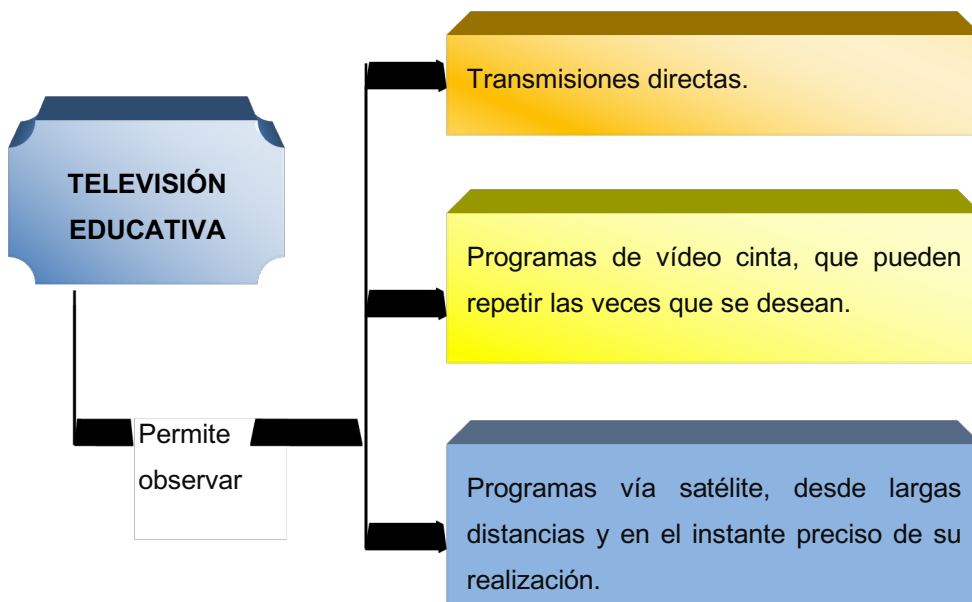 TELEVISIÓN
EDUCATIVA
Permite
observar
Transmisiones directas.
Programas de vídeo cinta, que pueden
repetir las veces que se desean.
Programas vía satélite, desde largas
distancias y en el instante preciso de su
realización.